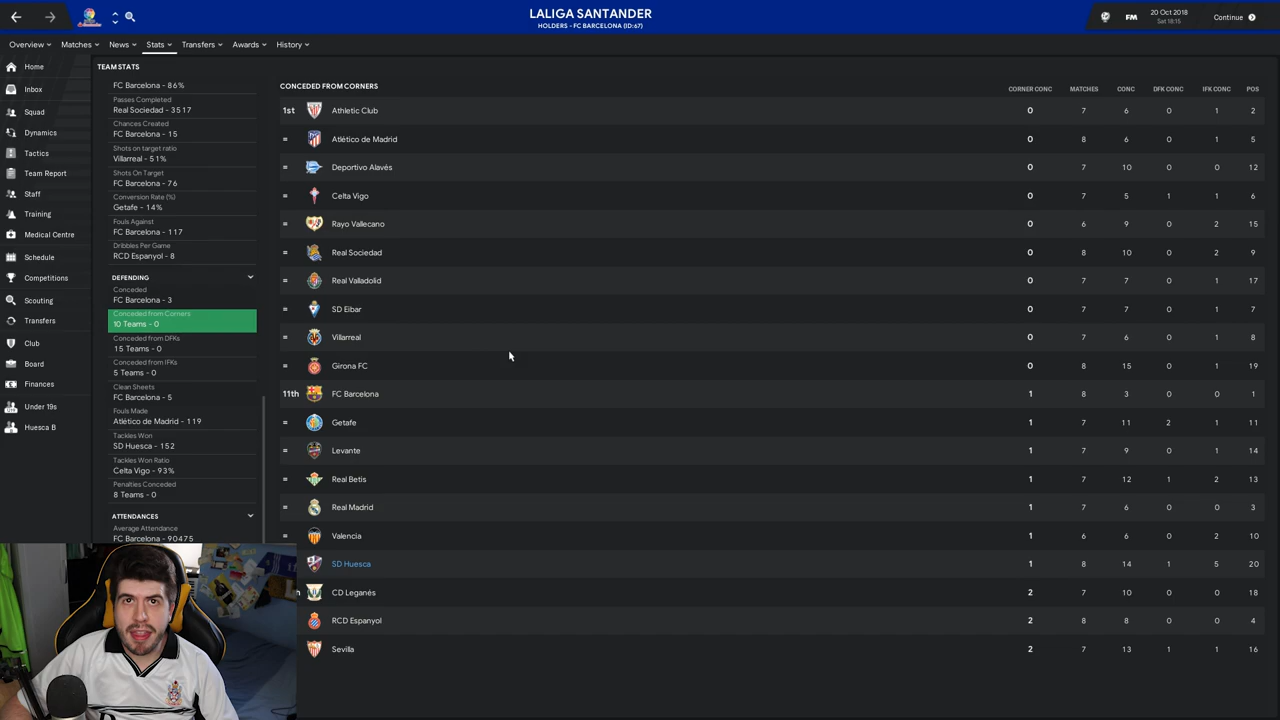 LALIGA SANTANDER
HOLDERS - FC BARCELONA (ID:67)
20 Oct 2018
Sat 18:15
FM
Continue
Overview
Matches
News
Stats
Transfers
Awards
History
Home
Inbox
Squad
Dynamics
Tactics
Team Report
Staff
Training
Medical Centre
Schedule
Competitions
Scouting
Transfers
Club
Board
Finances
Under 19s
Huesca B
TEAM STATS
FC Barcelona - 86%
Passes Completed
Real Sociedad - 3517
Chances Created
FC Barcelona - 15
Shots on target ratio
Villarreal - 51%
Shots On Target
FC Barcelona - 76
Conversion Rate (%)
Getafe - 14%
Fouls Against
FC Barcelona - 117
Dribbles Per Game
RCD Espanyol - 8
DEFENDING
Conceded
FC Barcelona - 3
Conceded from Corners
10 Teams - 0
Conceded from DFKs
15 Teams - 0
Conceded from IFKs
5 Teams - 0
Clean Sheets
FC Barcelona - 5
Fouls Made
Atlético de Madrid - 119
Tackles Won
SD Huesca - 152
Tackles Won Ratio
Celta Vigo - 93%
Penalties Conceded
8 Teams - 0
ATTENDANCES
Average Attendance
FC Barcelona - 90475
CONCEDED FROM CORNERS CORNER CONC MATCHES CONC DFK CONC IFK CONC POS
1st Athletic Club 0 7 6 0 1 2
= Atlético de Madrid 0 8 6 0 1 5
= Deportivo Alavés 0 7 10 0 0 12
= Celta Vigo 0 7 5 1 1 6
= Rayo Vallecano 0 6 9 0 2 15
= Real Sociedad 0 8 10 0 2 9
= Real Valladolid 0 7 7 0 1 17
= SD Eibar 0 7 7 0 1 7
= Villarreal 0 7 6 0 1 8
= Girona FC 0 8 15 0 1 19
11th FC Barcelona 1 8 3 0 0 1
= Getafe 1 7 11 2 1 11
= Levante 1 7 9 0 1 14
= Real Betis 1 7 12 1 2 13
= Real Madrid 1 7 6 0 0 3
= Valencia 1 6 6 0 2 10
SD Huesca 1 8 14 1 5 20
CD Leganés 2 7 10 0 0 18
RCD Espanyol 2 8 8 0 0 4
Sevilla 2 7 13 1 1 16